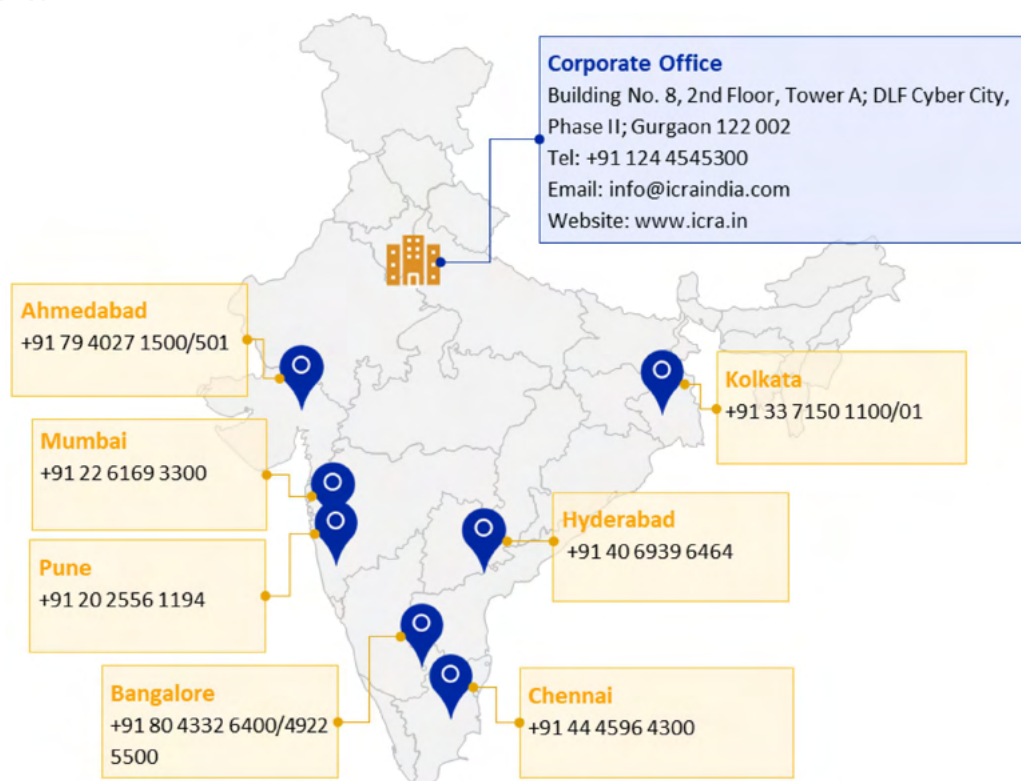 Corporate Office
Building No. 8, 2nd Floor, Tower A; DLF Cyber City,
Phase II; Gurgaon 122 002
Tel: +91 124 4545300
Email: info@icraindia.com
Website: www.icra.in
Ahmedabad
+91 79 4027 1500/501
Kolkata
+91 33 7150 1100/01
Mumbai
+91 22 6169 3300
Hyderabad
+91 40 6939 6464
Pune
+91 20 2556 1194
Bangalore
+91 80 4332 6400/4922
5500
Chennai
+91 44 4596 4300